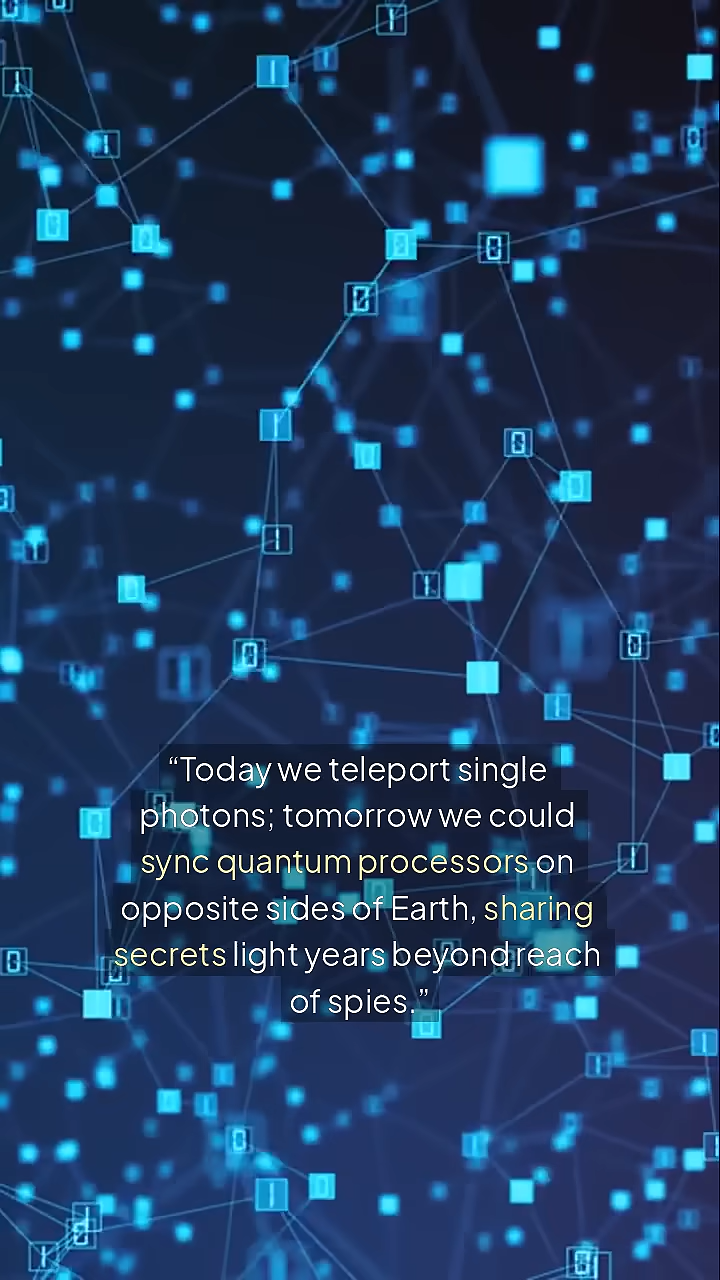 “Today we teleport single
photons; tomorrow we could
sync quantum processors on
opposite sides of Earth, sharing
secrets light years beyond reach
of spies.”